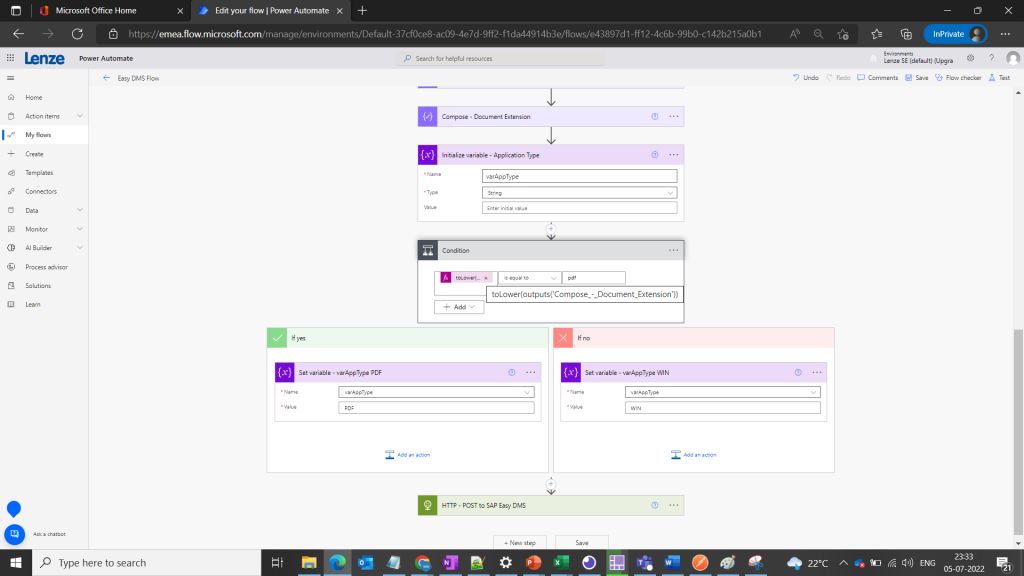 Microsoft Office Home
Edit your flow | Power Automate
https://emea.flow.microsoft.com/manage/environments/Default-37cf0ce8-ac09-4e7d-9ff2-f1da44914b3e/flows/e43897d1-ff12-4c6b-99b0-c142b215a0b1
InPrivate
Lenze
Power Automate
Search for helpful resources
Environments
Lenze SE (default) (Upgra
Easy DMS Flow
Undo
Redo
Comments
Save
Flow checker
Test
Home
Action items
My flows
Create
Templates
Connectors
Data
Monitor
AI Builder
Process advisor
Solutions
Learn
Ask a chatbot
Compose - Document Extension
Initialize variable - Application Type
* Name
varAppType
* Type
String
Value
Enter initial value
Condition
toLower(...
is equal to
pdf
toLower(outputs('Compose_-_Document_Extension'))
Add
If yes
Set variable - varAppType PDF
* Name
varAppType
* Value
PDF
Add an action
If no
Set variable - varAppType WIN
* Name
varAppType
* Value
WIN
Add an action
HTTP - POST to SAP Easy DMS
+ New step
Save
Type here to search
22°C
ENG
23:33
05-07-2022
21